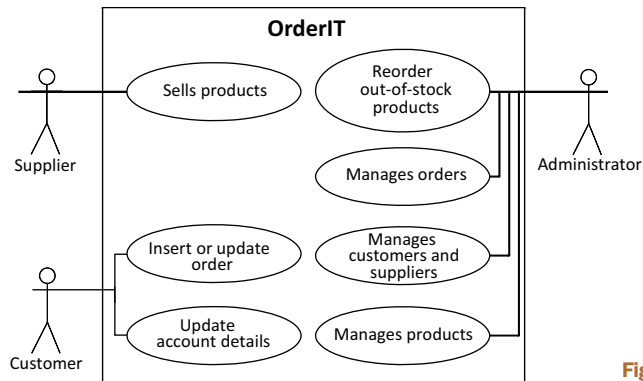 OrderIT
Sells products
Reorder
out-of-stock
products
Supplier
Administrator
Manages orders
Insert or update
order
Manages
customers and
suppliers
Update
account details
Manages products
Customer
Fig